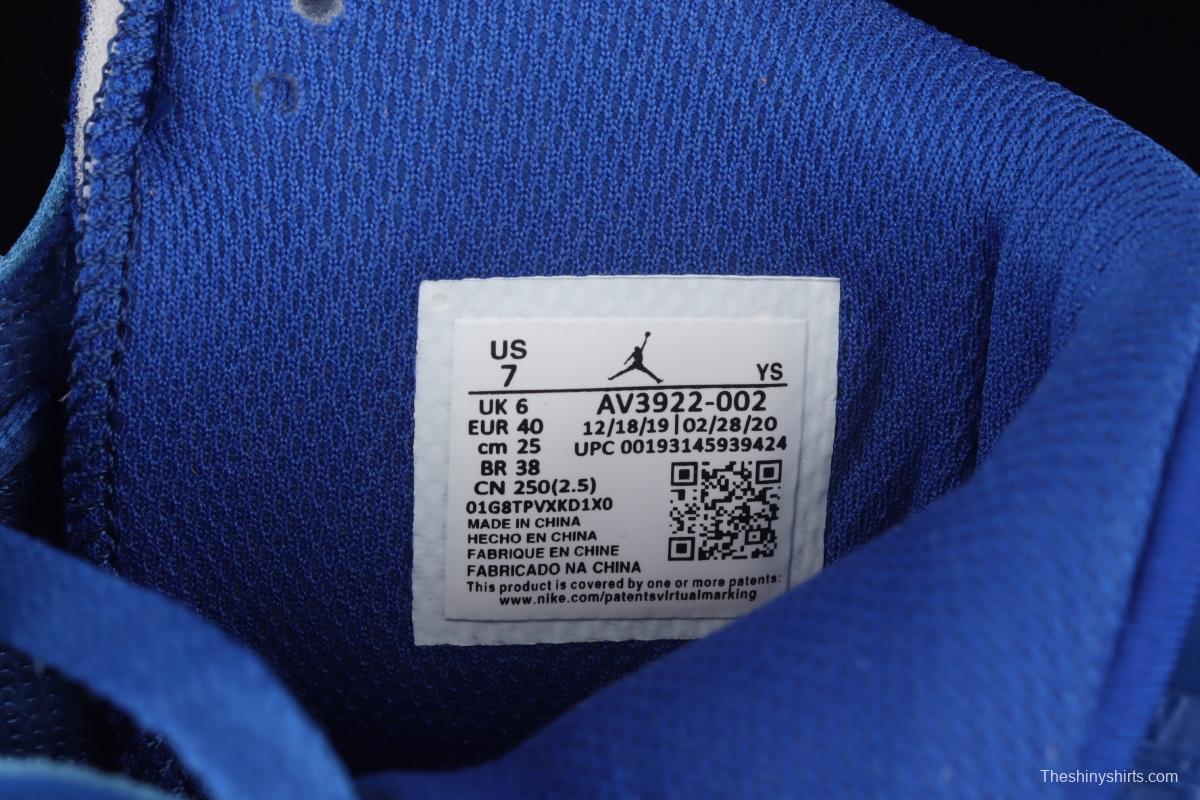 US
7
YS
UK 6
AV3922-002
EUR 40
12/18/19|02/28/20
cm 25
UPC 00193145939424
BR 38
CN 250(2.5)
01G8TPVXKD1X0
MADE IN CHINA
HECHO EN CHINA
FABRIQUE EN CHINE
FABRICADO NA CHINA
This product is covered by one or more patents:
www.nike.com/patentsvlrtualmarking
Theshinyshirts.com